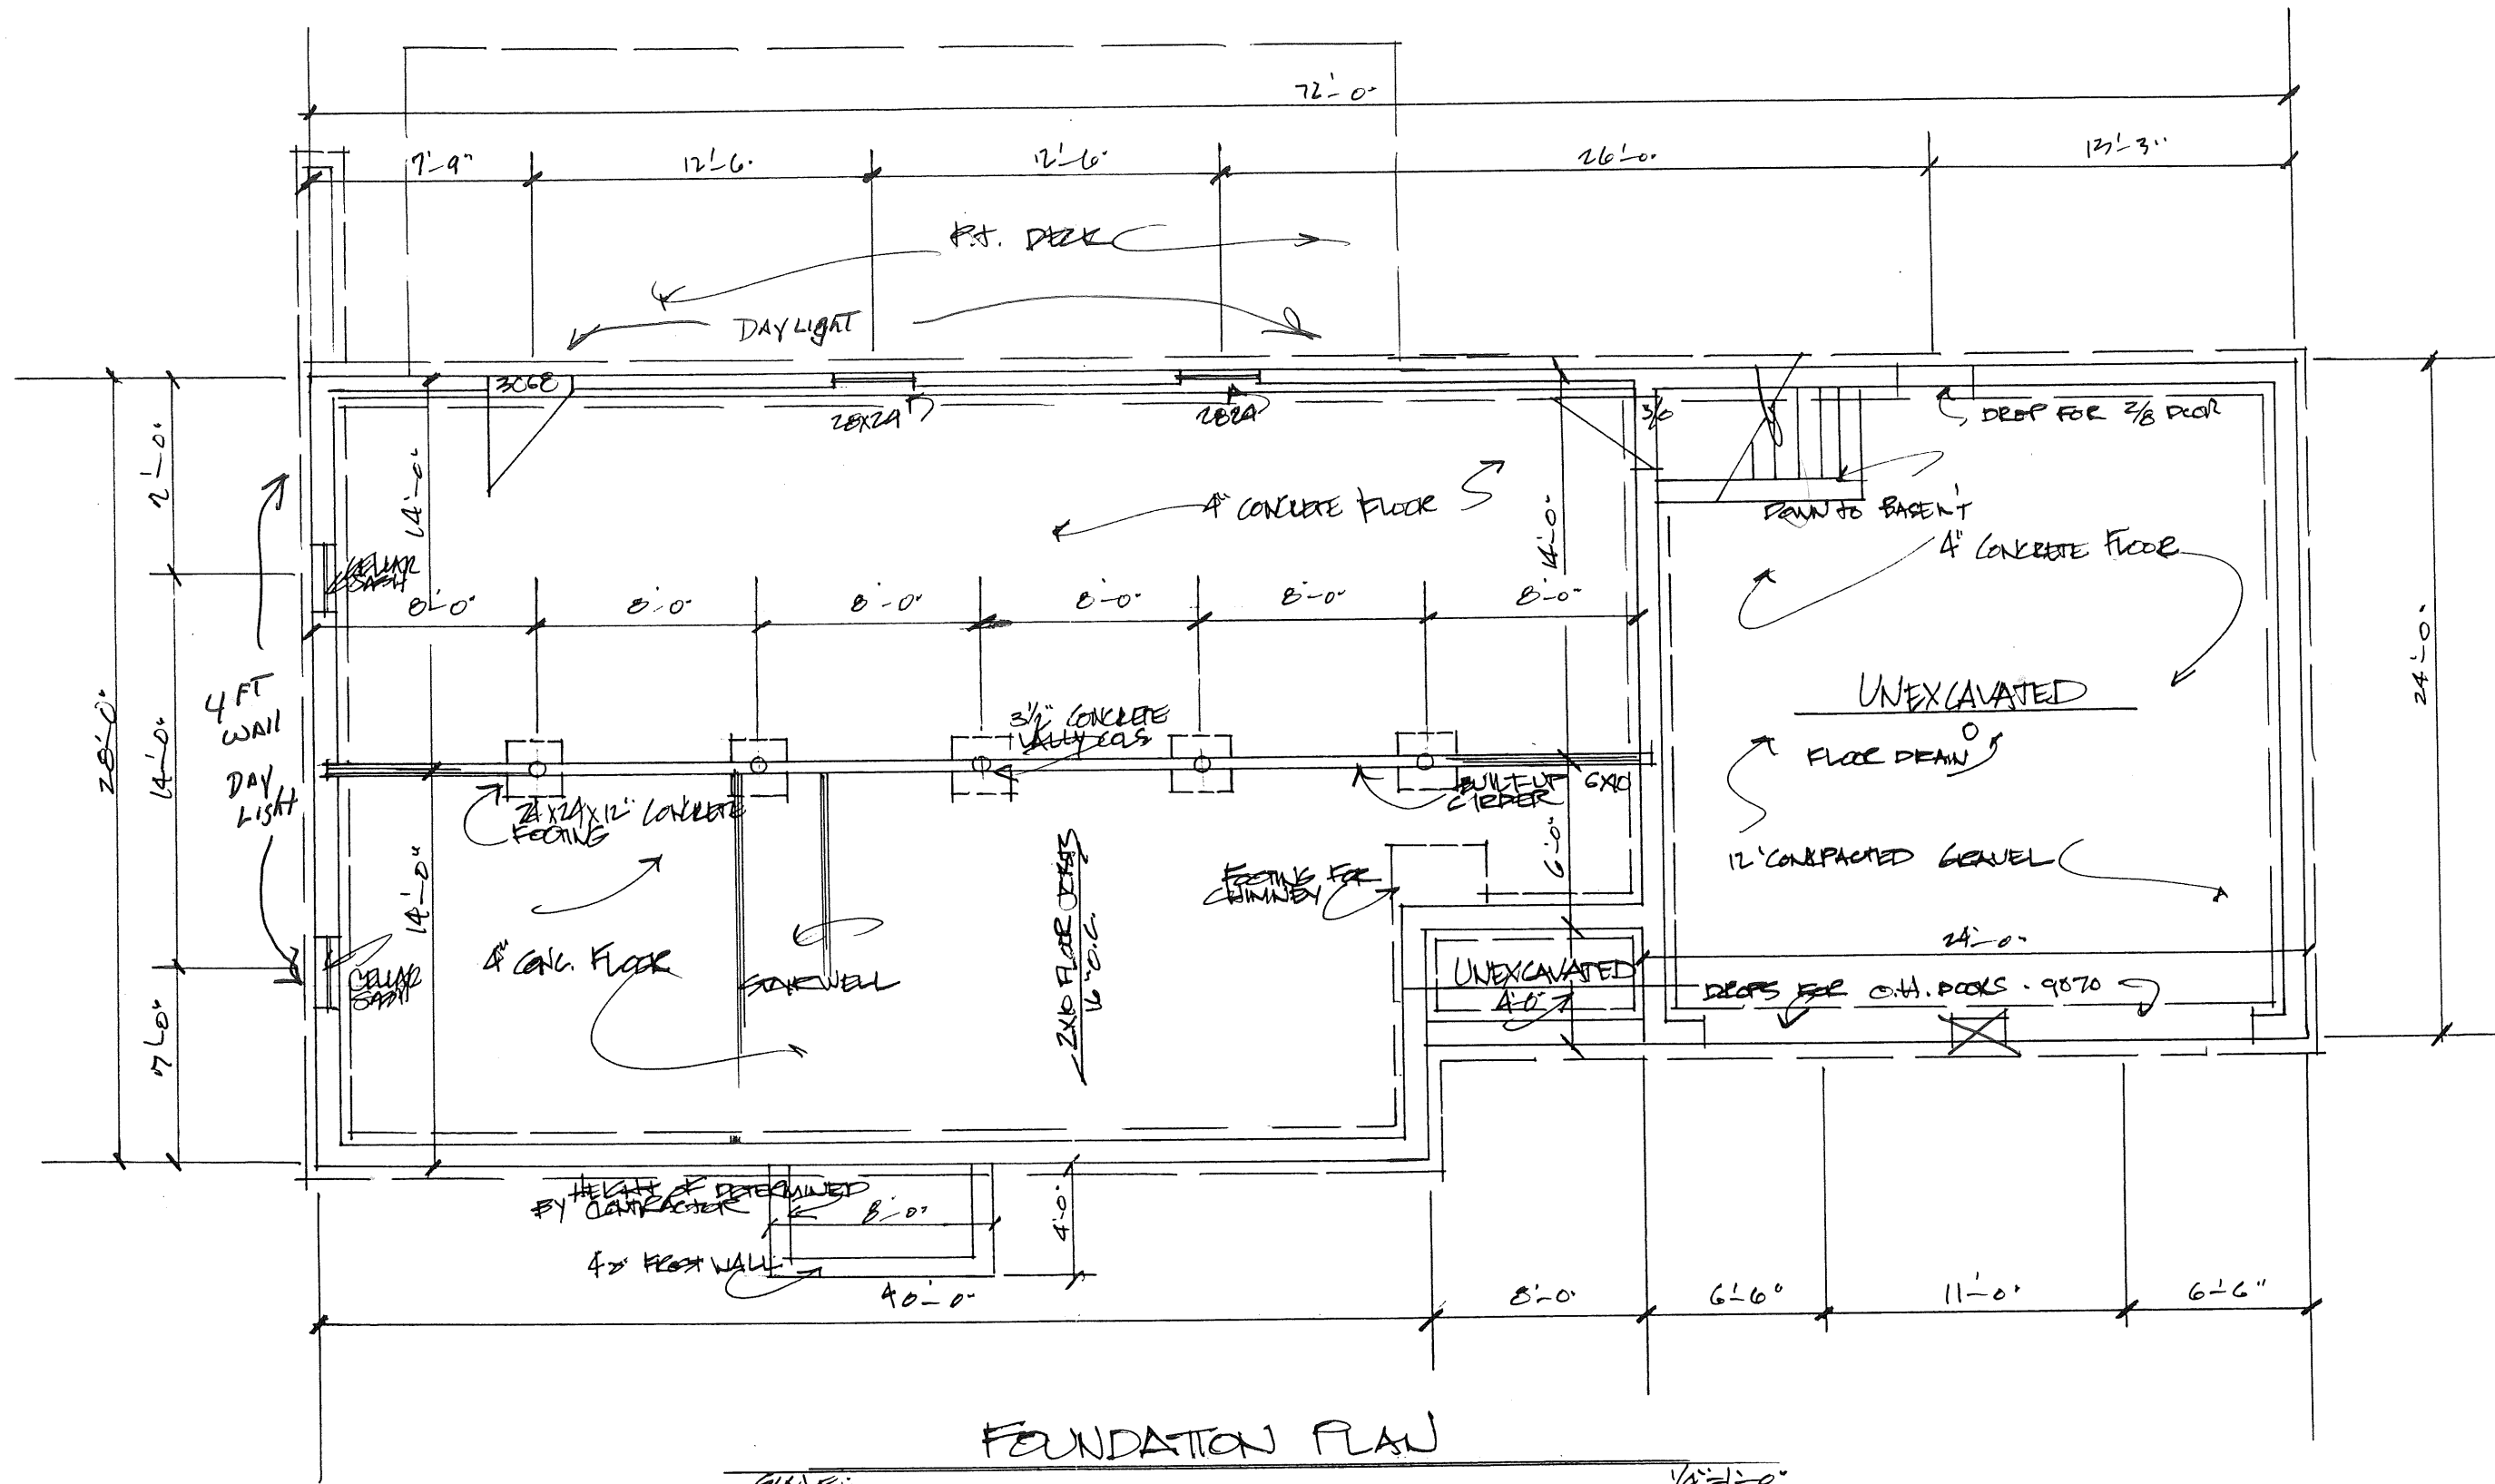 72'-0"
7'-9"
12'-6"
12'-6"
26'-0"
13'-3"
P.T. DECK
DAYLIGHT
3068
28x24
2824
3/0
DROP FOR 2/8 DOOR
14'-0"
4" CONCRETE FLOOR
14'-0"
DOWN TO BASEM'T
4" CONCRETE FLOOR
CELLAR
SASH
8'-0"
8'-0"
8'-0"
8'-0"
8'-0"
8'-0"
28'-0"
14'-0"
7'-0"
4 FT
WALL
DAY
LIGHT
24'-0"
UNEXCAVATED
FLOOR DRAIN
3½" CONCRETE
LALLY COLS
24x24x12" CONCRETE
FOOTING
BUILT-UP
GIRDER
6x10
14'-0"
6'-0"
12" COMPACTED GRAVEL
FOOTING FOR
CHIMNEY
2x10 FLOOR JOISTS
16" O.C.
4" CONC. FLOOR
STAIRWELL
CELLAR
SASH
UNEXCAVATED
4'-0"
24'-0"
DROPS FOR O.H. DOORS - 9070
HEIGHT OF DETERMINED
BY CONTRACTOR
8'-0"
4'-0"
FROST WALL
40'-0"
8'-0"
6'-6"
11'-0"
6'-6"
FOUNDATION PLAN
SCALE:
1/4"=1'-0"